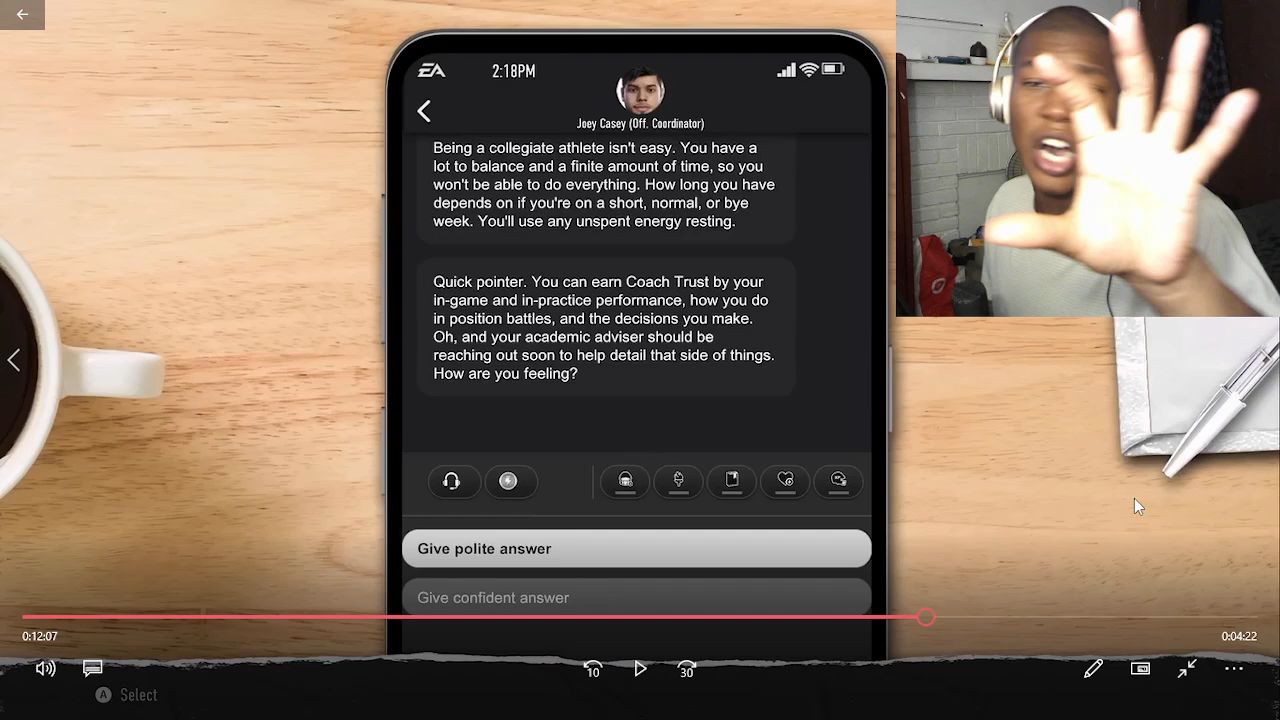 EA
2:18PM
Joey Casey (Off. Coordinator)
Being a collegiate athlete isn't easy. You have a
lot to balance and a finite amount of time, so you
won't be able to do everything. How long you have
depends on if you're on a short, normal, or bye
week. You'll use any unspent energy resting.
Quick pointer. You can earn Coach Trust by your
in-game and in-practice performance, how you do
in position battles, and the decisions you make.
Oh, and your academic adviser should be
reaching out soon to help detail that side of things.
How are you feeling?
Give polite answer
Give confident answer
0:12:07
0:04:22
10
30
A Select